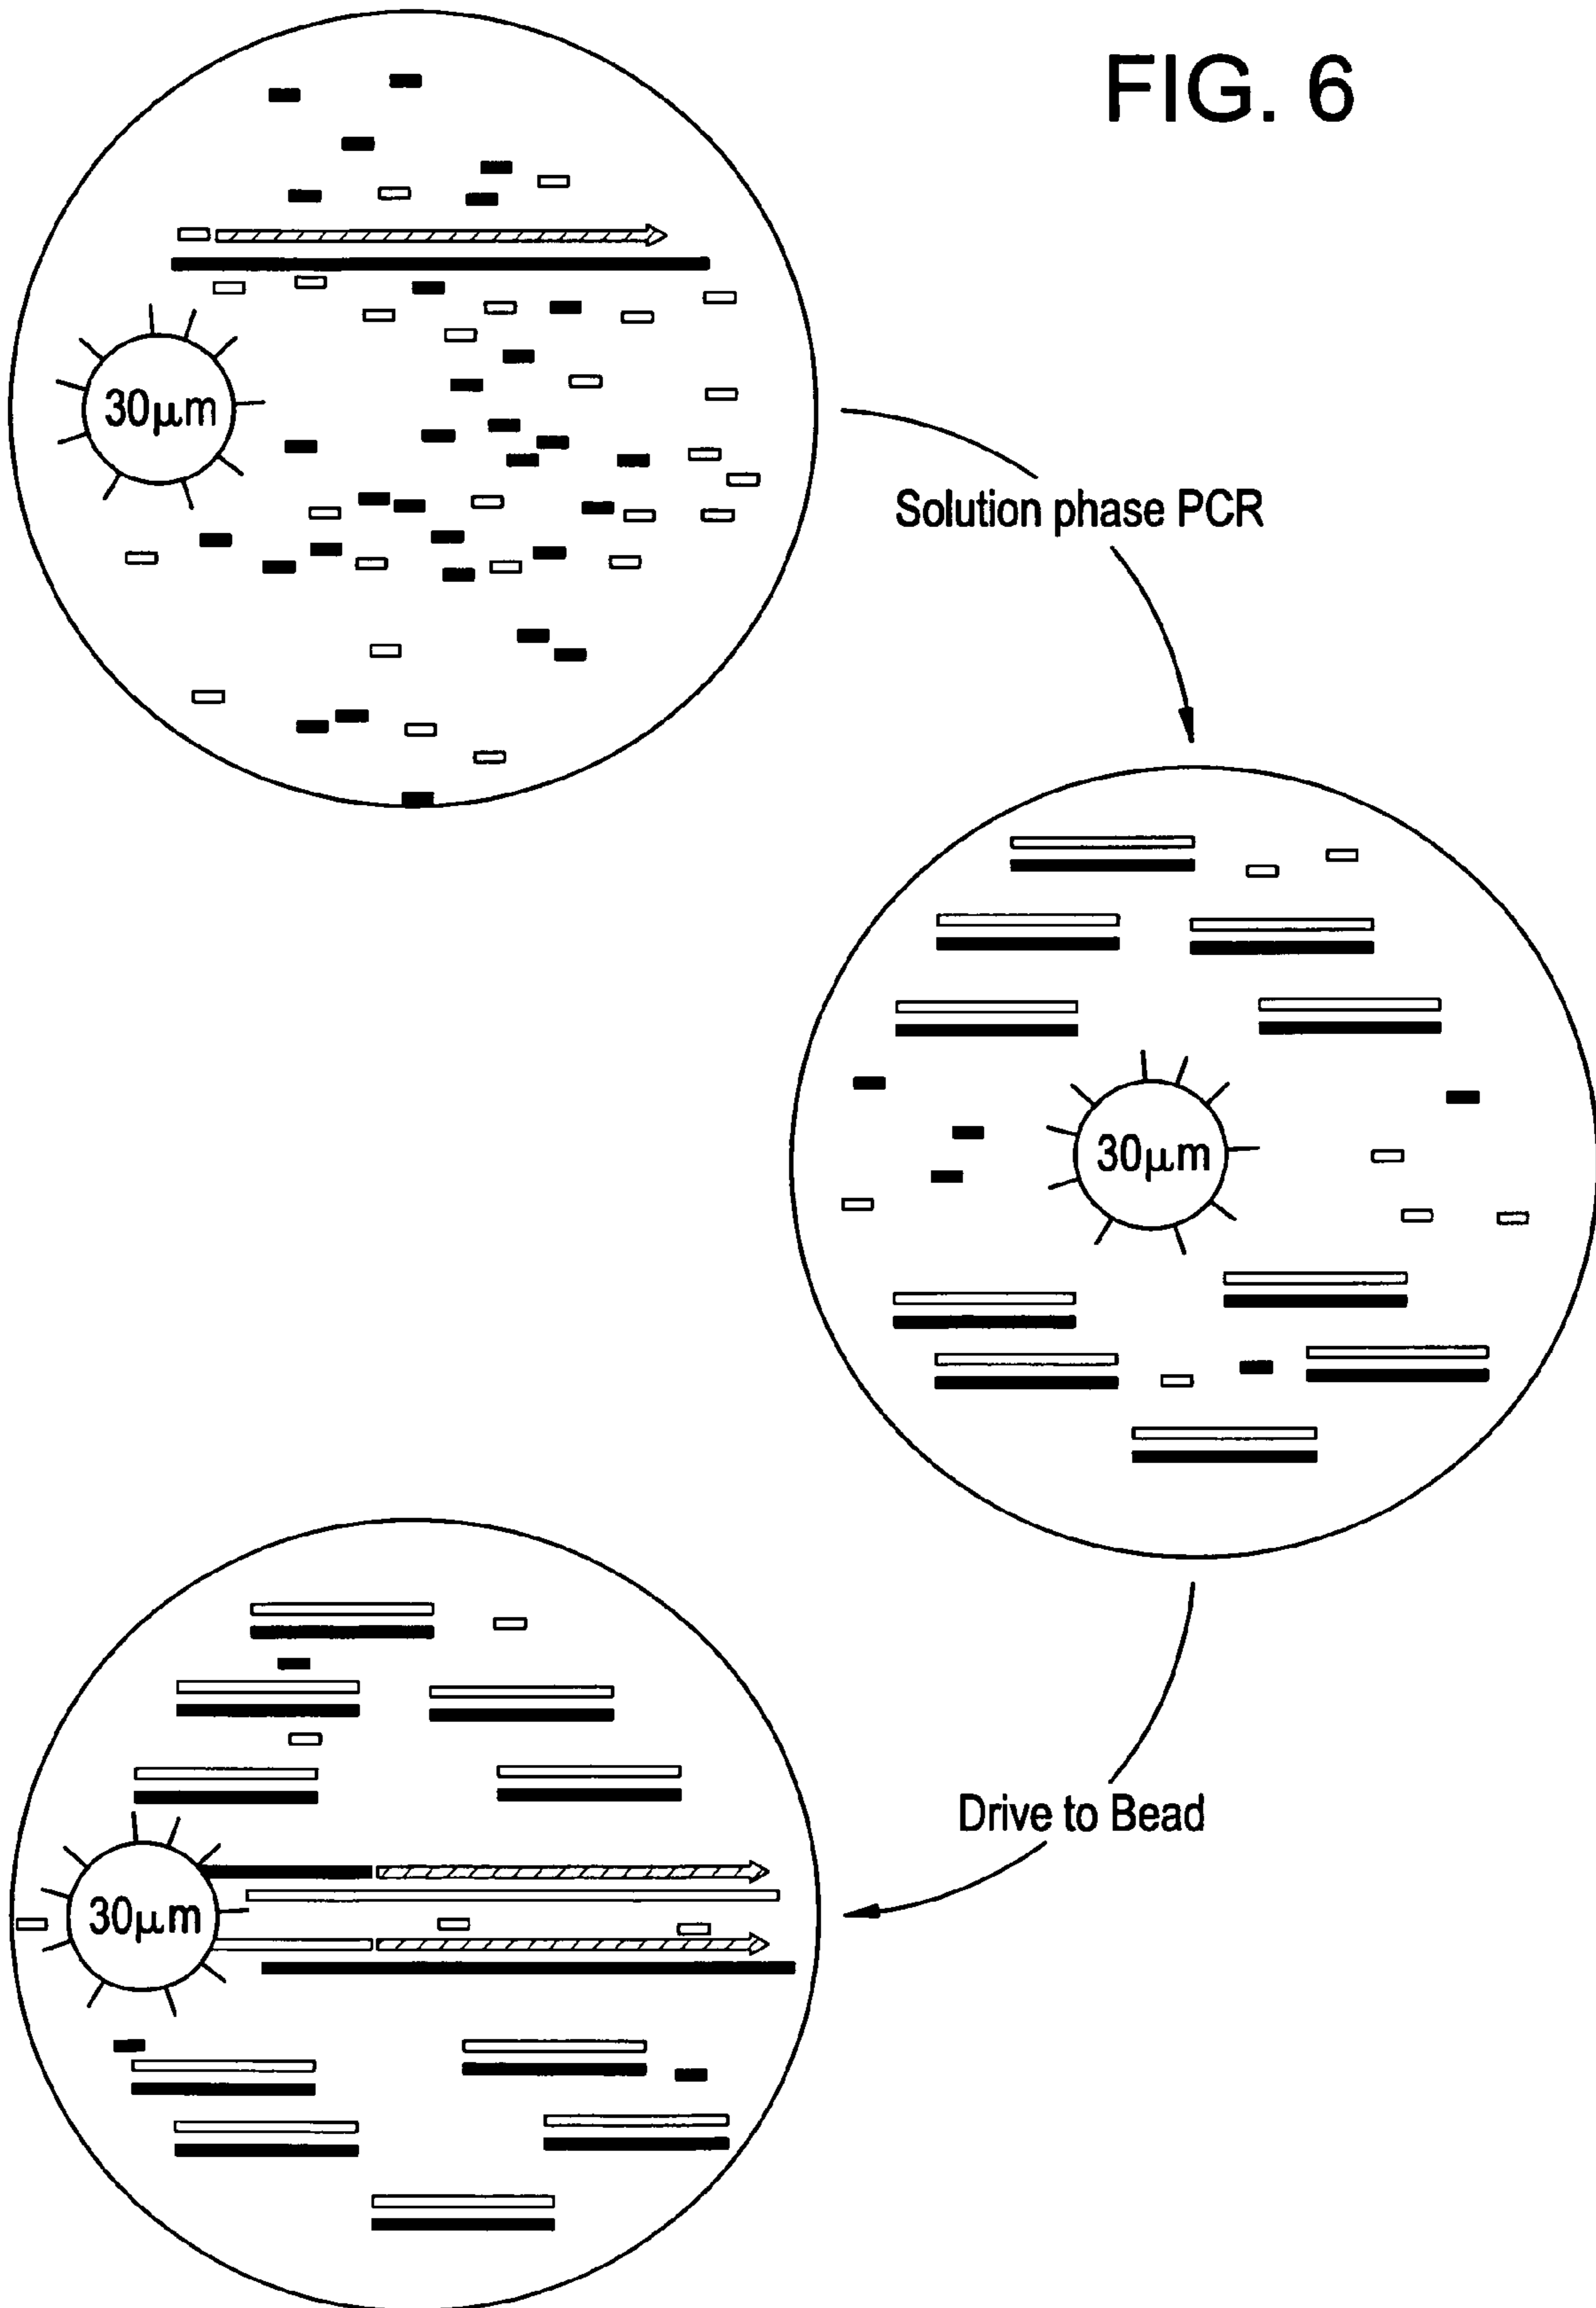 FIG. 6
30μm
Solution phase PCR
30μm
Drive to Bead
30μm